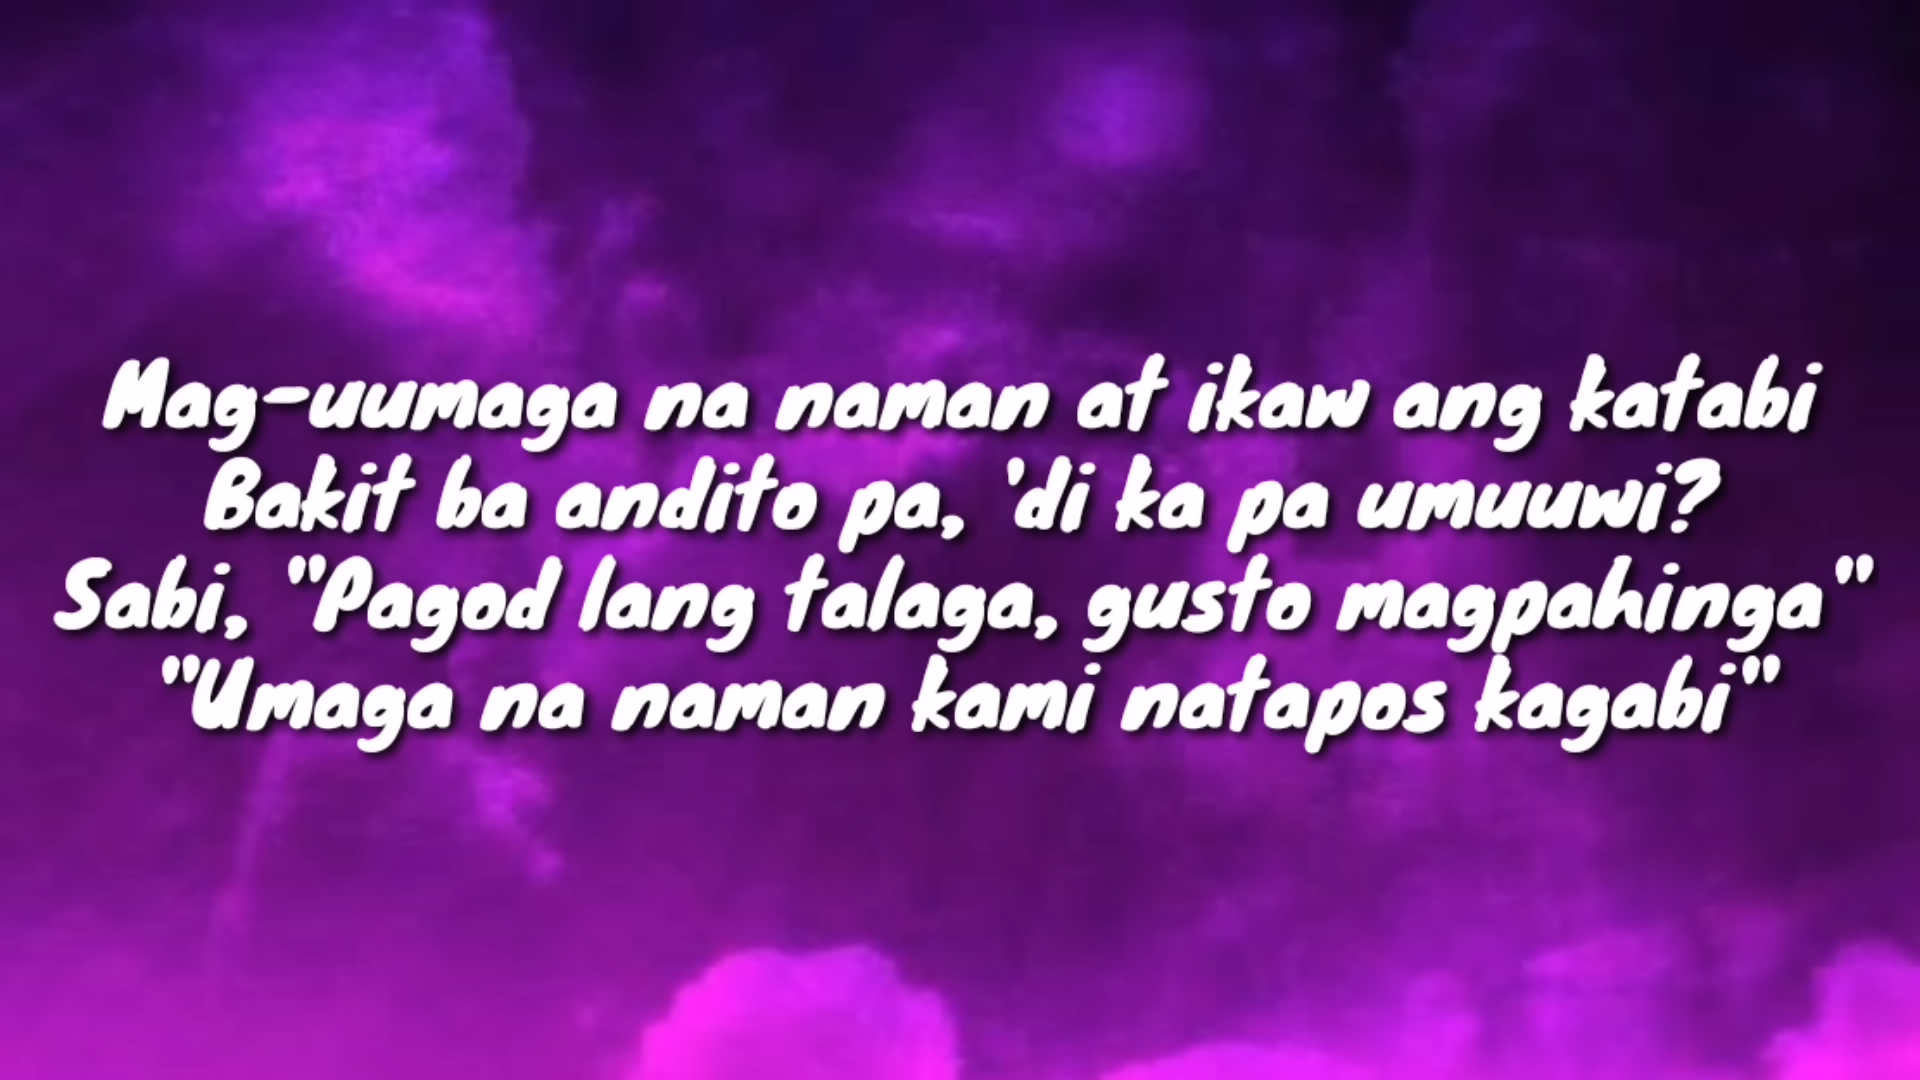 Mag-uumaga na naman at ikaw ang katabi
Bakit ba andito pa, 'di ka pa umuuwi?
Sabi, "Pagod lang talaga, gusto magpahinga"
"Umaga na naman kami natapos kagabi"